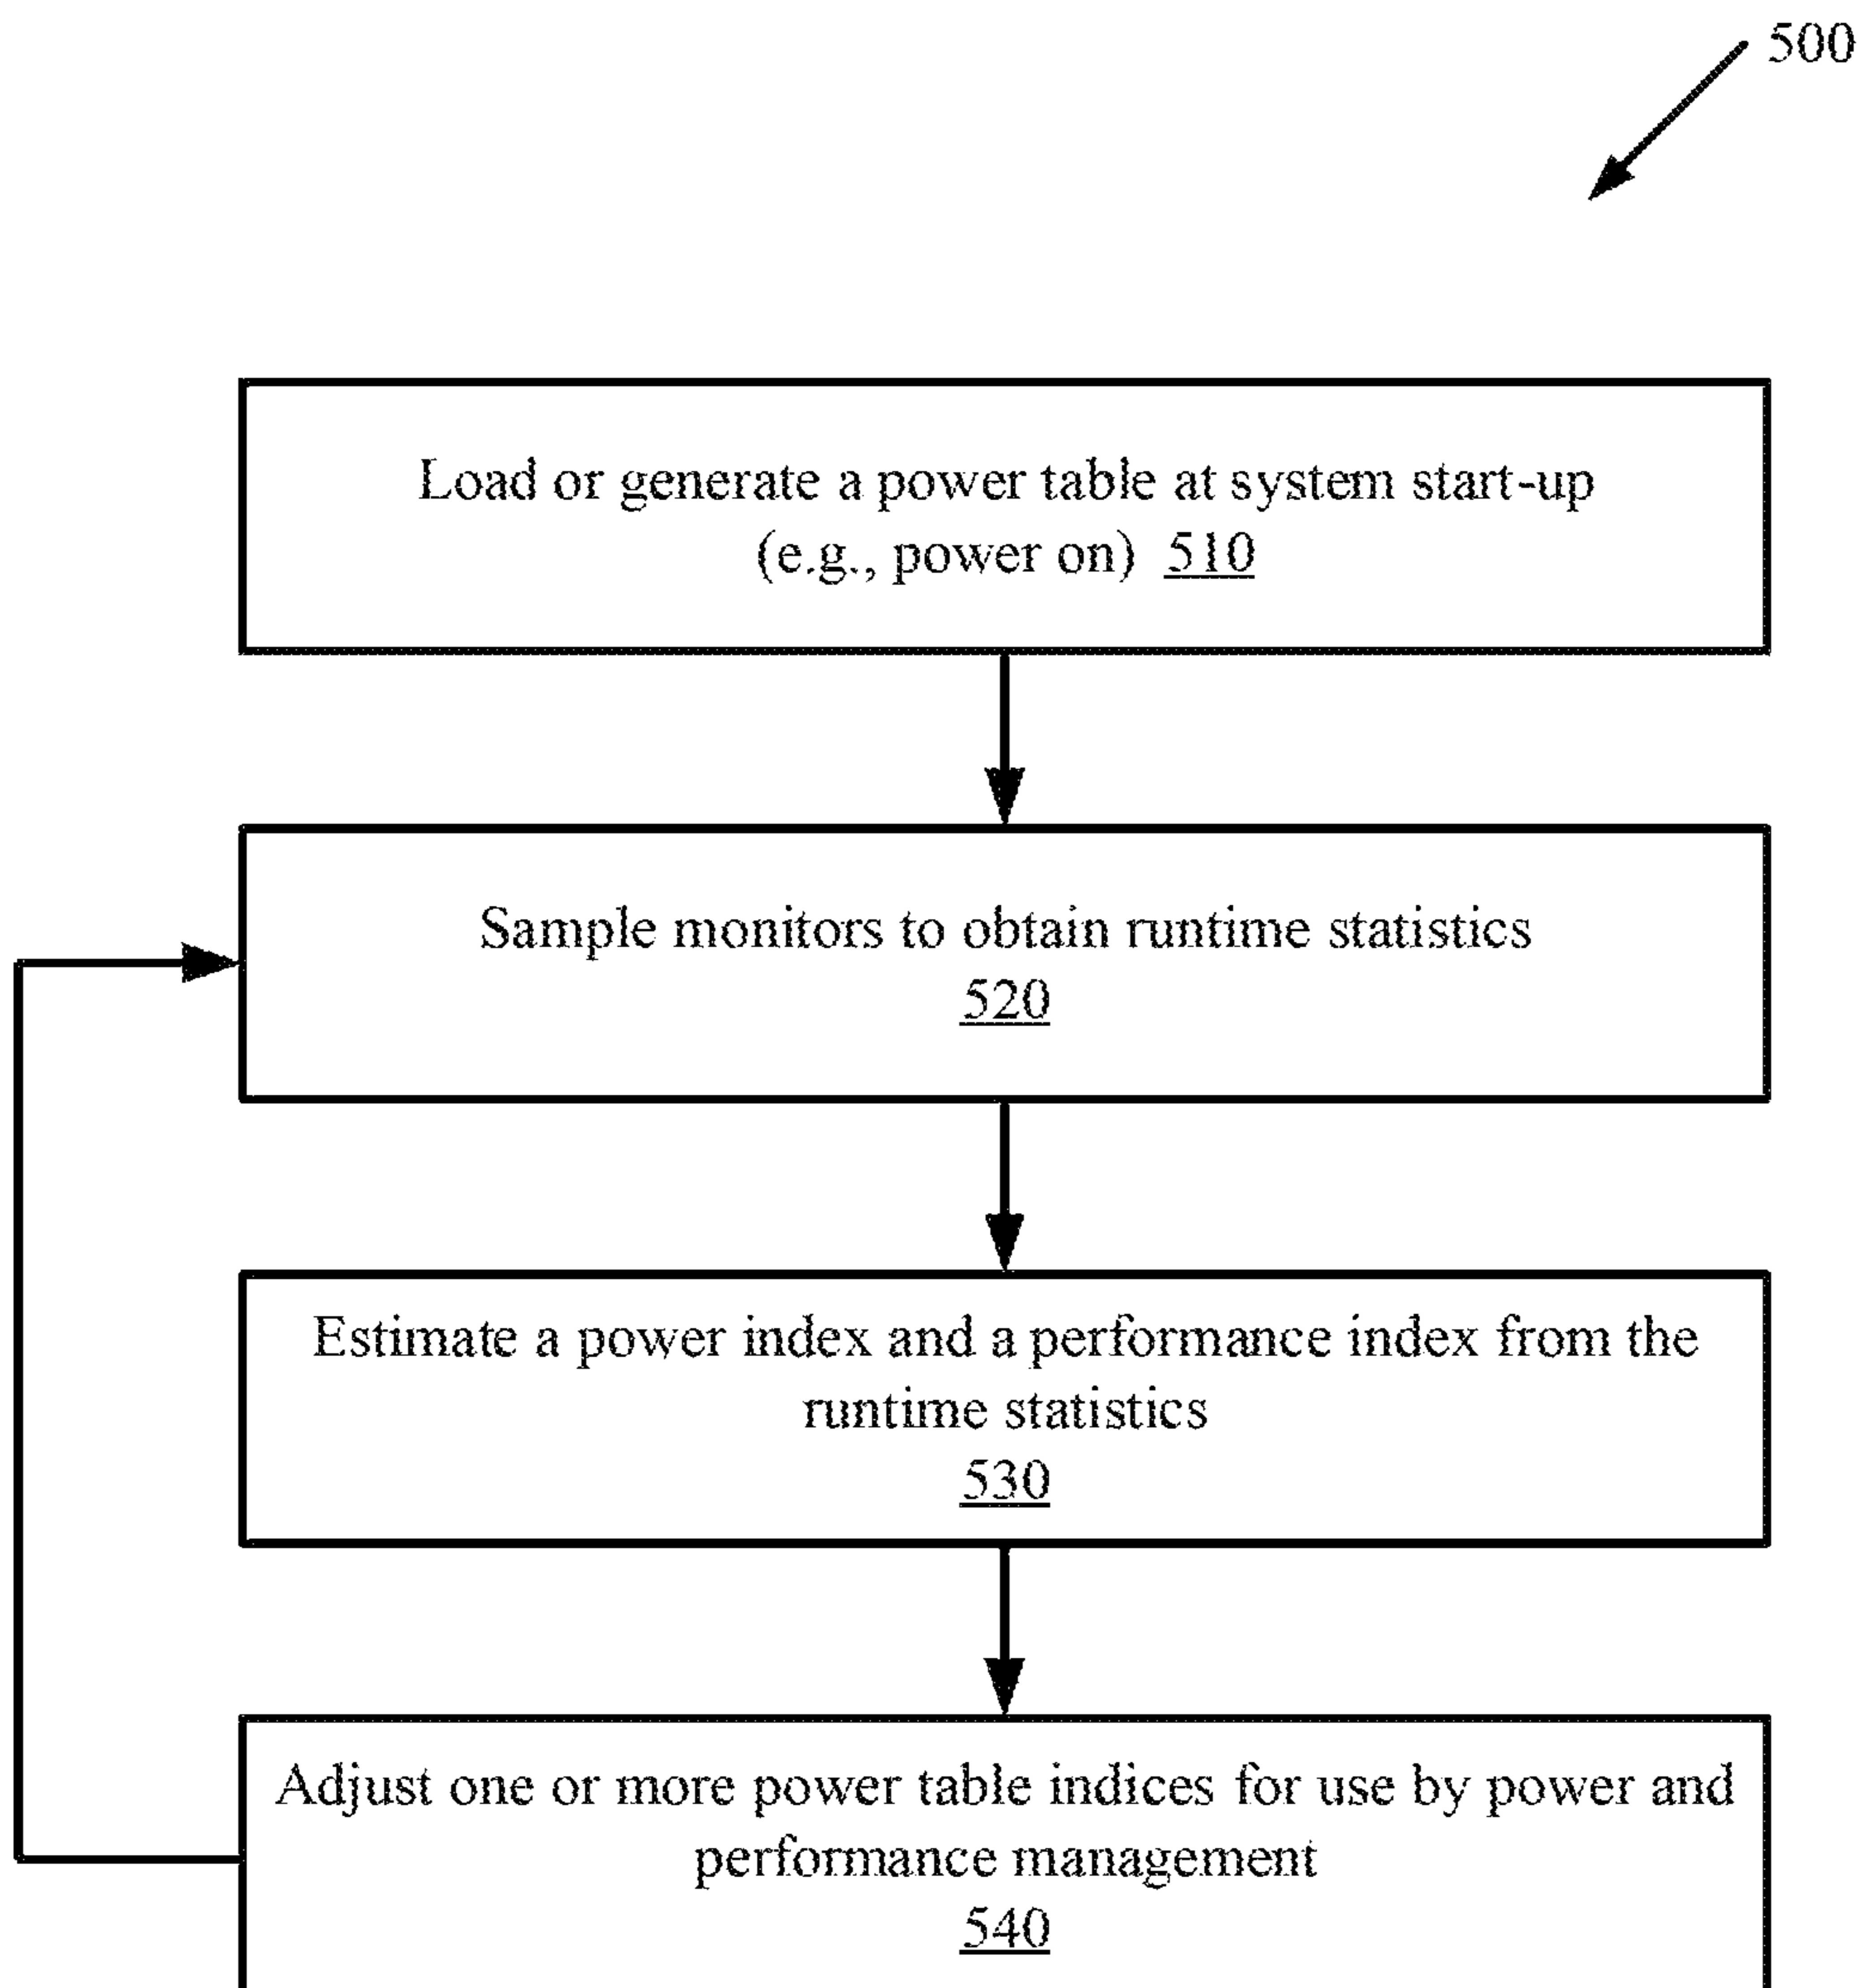 500
Load or generate a power table at system start-up
(e.g., power on) 510
Sample monitors to obtain runtime statistics
520
Estimate a power index and a performance index from the
runtime statistics
530
Adjust one or more power table indices for use by power and
performance management
540